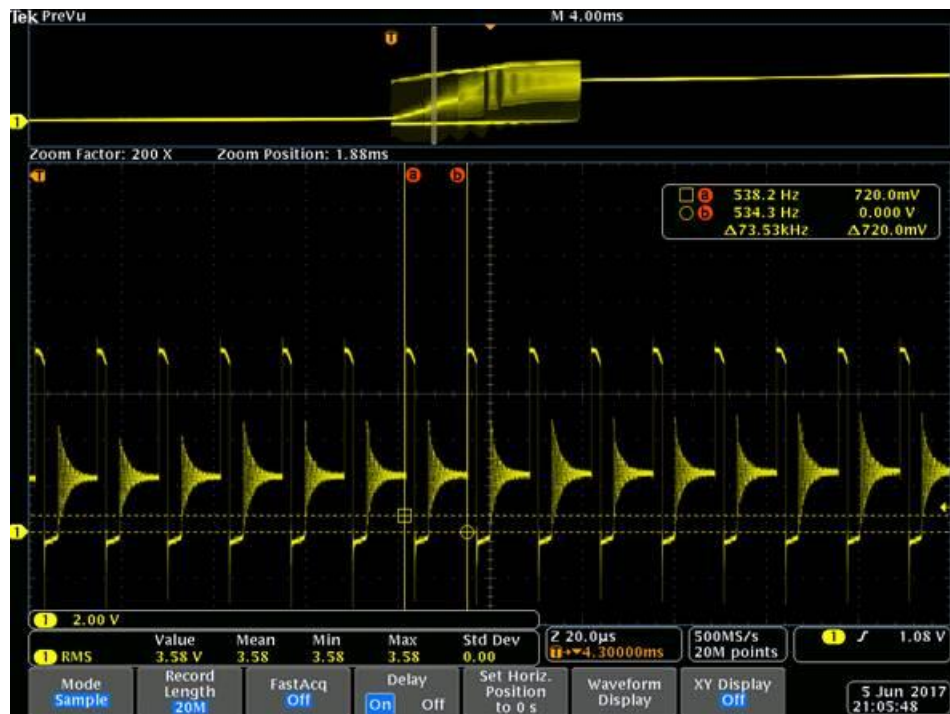 Tek PreVu M 4.00ms
T
1
Zoom Factor: 200 X Zoom Position: 1.88ms
T
a b
a 538.2 Hz 720.0mV
b 534.3 Hz 0.000 V
Δ73.53kHz Δ720.0mV
1
1 2.00 V
Value Mean Min Max Std Dev
1 RMS 3.58 V 3.58 3.58 3.58 0.00
Z 20.0µs
T→▼4.30000ms
500MS/s
20M points
1 ʃ 1.08 V
Mode
Sample
Record
Length
20M
FastAcq
Off
Delay
On Off
Set Horiz.
Position
to 0 s
Waveform
Display
XY Display
Off
5 Jun 2017
21:05:48